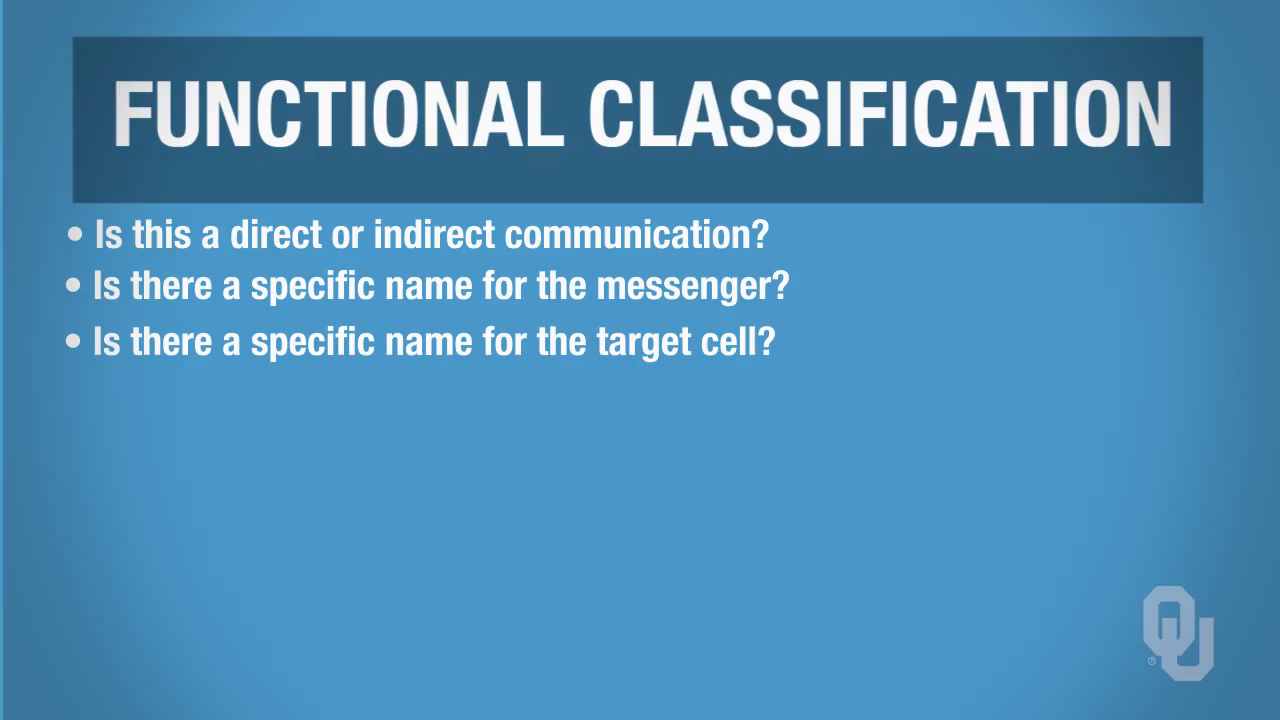 FUNCTIONAL CLASSIFICATION
• Is this a direct or indirect communication?
• Is there a specific name for the messenger?
• Is there a specific name for the target cell?
OU
®